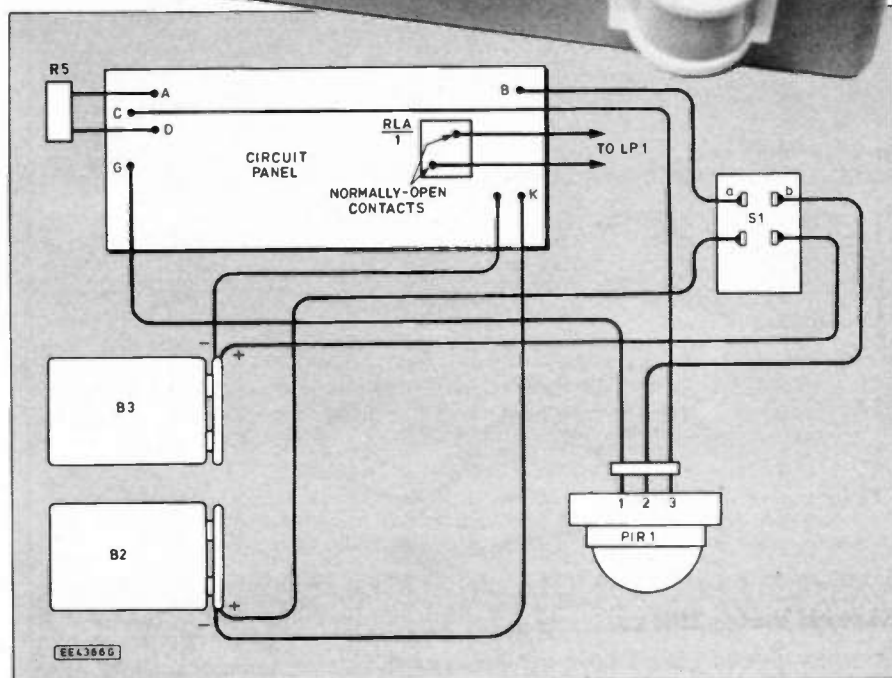 R5
A
B
C
D
RLA
1
TO LP1
CIRCUIT
PANEL
G
NORMALLY-OPEN
CONTACTS
K
a
b
S1
-
+
B3
B2
+
-
1 2 3
PIR1
EE4366G